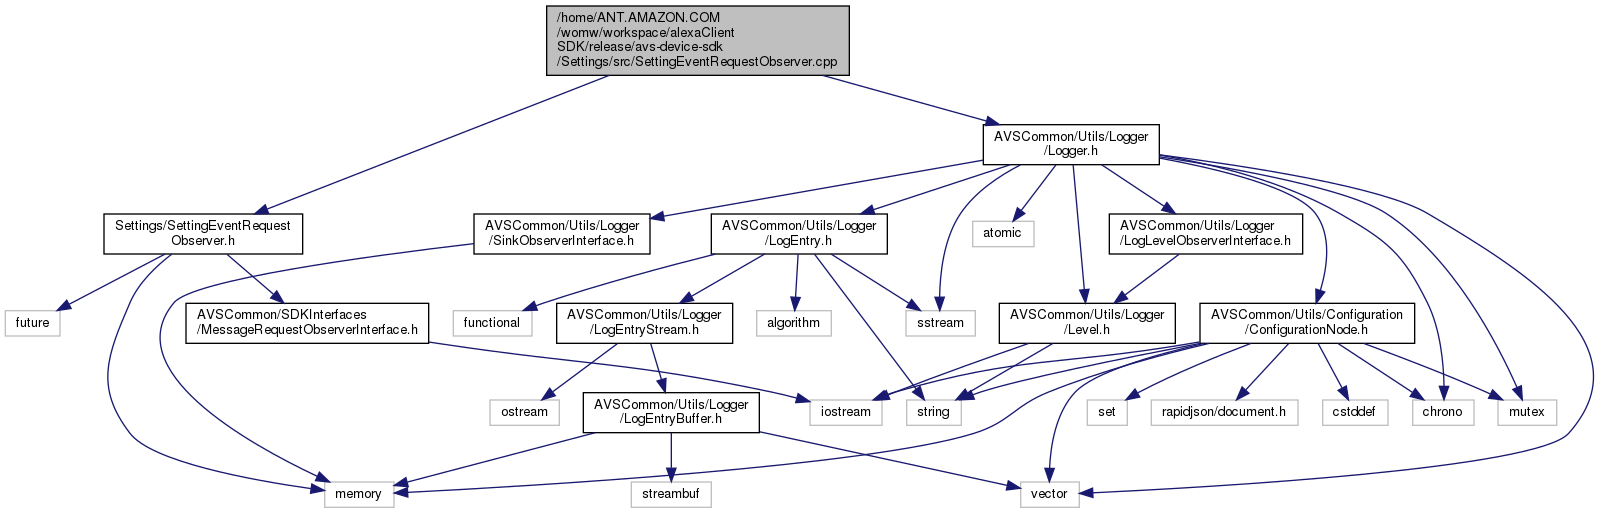 /home/ANT.AMAZON.COM
/womw/workspace/alexaClient
SDK/release/avs-device-sdk
/Settings/src/SettingEventRequestObserver.cpp
AVSCommon/Utils/Logger
/Logger.h
Settings/SettingEventRequest
Observer.h
AVSCommon/Utils/Logger
/SinkObserverInterface.h
AVSCommon/Utils/Logger
/LogEntry.h
atomic
AVSCommon/Utils/Logger
/LogLevelObserverInterface.h
future
AVSCommon/SDKInterfaces
/MessageRequestObserverInterface.h
functional
AVSCommon/Utils/Logger
/LogEntryStream.h
algorithm
sstream
AVSCommon/Utils/Logger
/Level.h
AVSCommon/Utils/Configuration
/ConfigurationNode.h
ostream
AVSCommon/Utils/Logger
/LogEntryBuffer.h
iostream
string
set
rapidjson/document.h
cstddef
chrono
mutex
memory
streambuf
vector